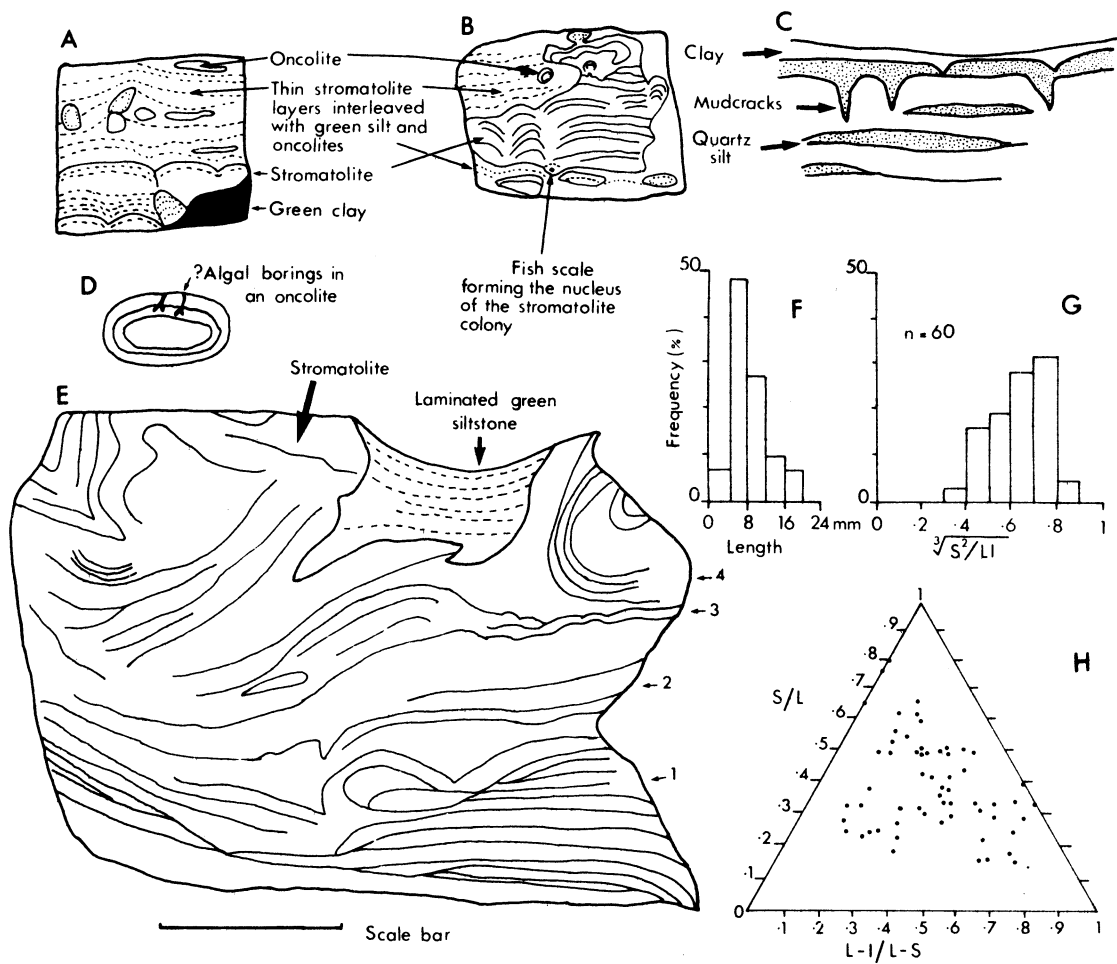 A
B
C
Oncolite
Thin stromatolite
layers interleaved
with green silt and
oncolites
Stromatolite
Green clay
Clay
Mudcracks
Quartz
silt
Fish scale
forming the nucleus
of the stromatolite
colony
D
?Algal borings in
an oncolite
E
Stromatolite
Laminated green
siltstone
4
3
2
1
Scale bar
F
50
Frequency (%)
0
0 8 16 24 mm
Length
G
50
n = 60
0
0 .2 .4 .6 .8 1
∛S²/LI
H
1
.9
.8
.7
.6
.5
.4
.3
.2
.1
0
S/L
.1 .2 .3 .4 .5 .6 .7 .8 .9 1
L-I/L-S